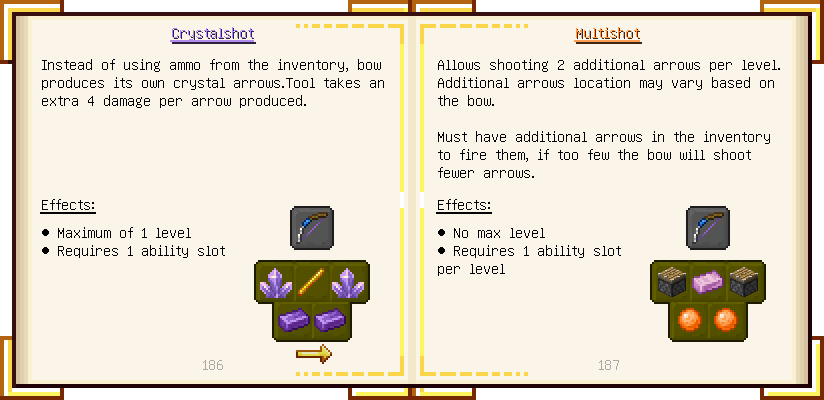 Crystalshot
Instead of using ammo from the inventory, bow
produces its own crystal arrows.Tool takes an
extra 4 damage per arrow produced.
Effects:
● Maximum of 1 level
● Requires 1 ability slot
186
Multishot
Allows shooting 2 additional arrows per level.
Additional arrows location may vary based on
the bow.
Must have additional arrows in the inventory
to fire them, if too few the bow will shoot
fewer arrows.
Effects:
● No max level
● Requires 1 ability slot
per level
187